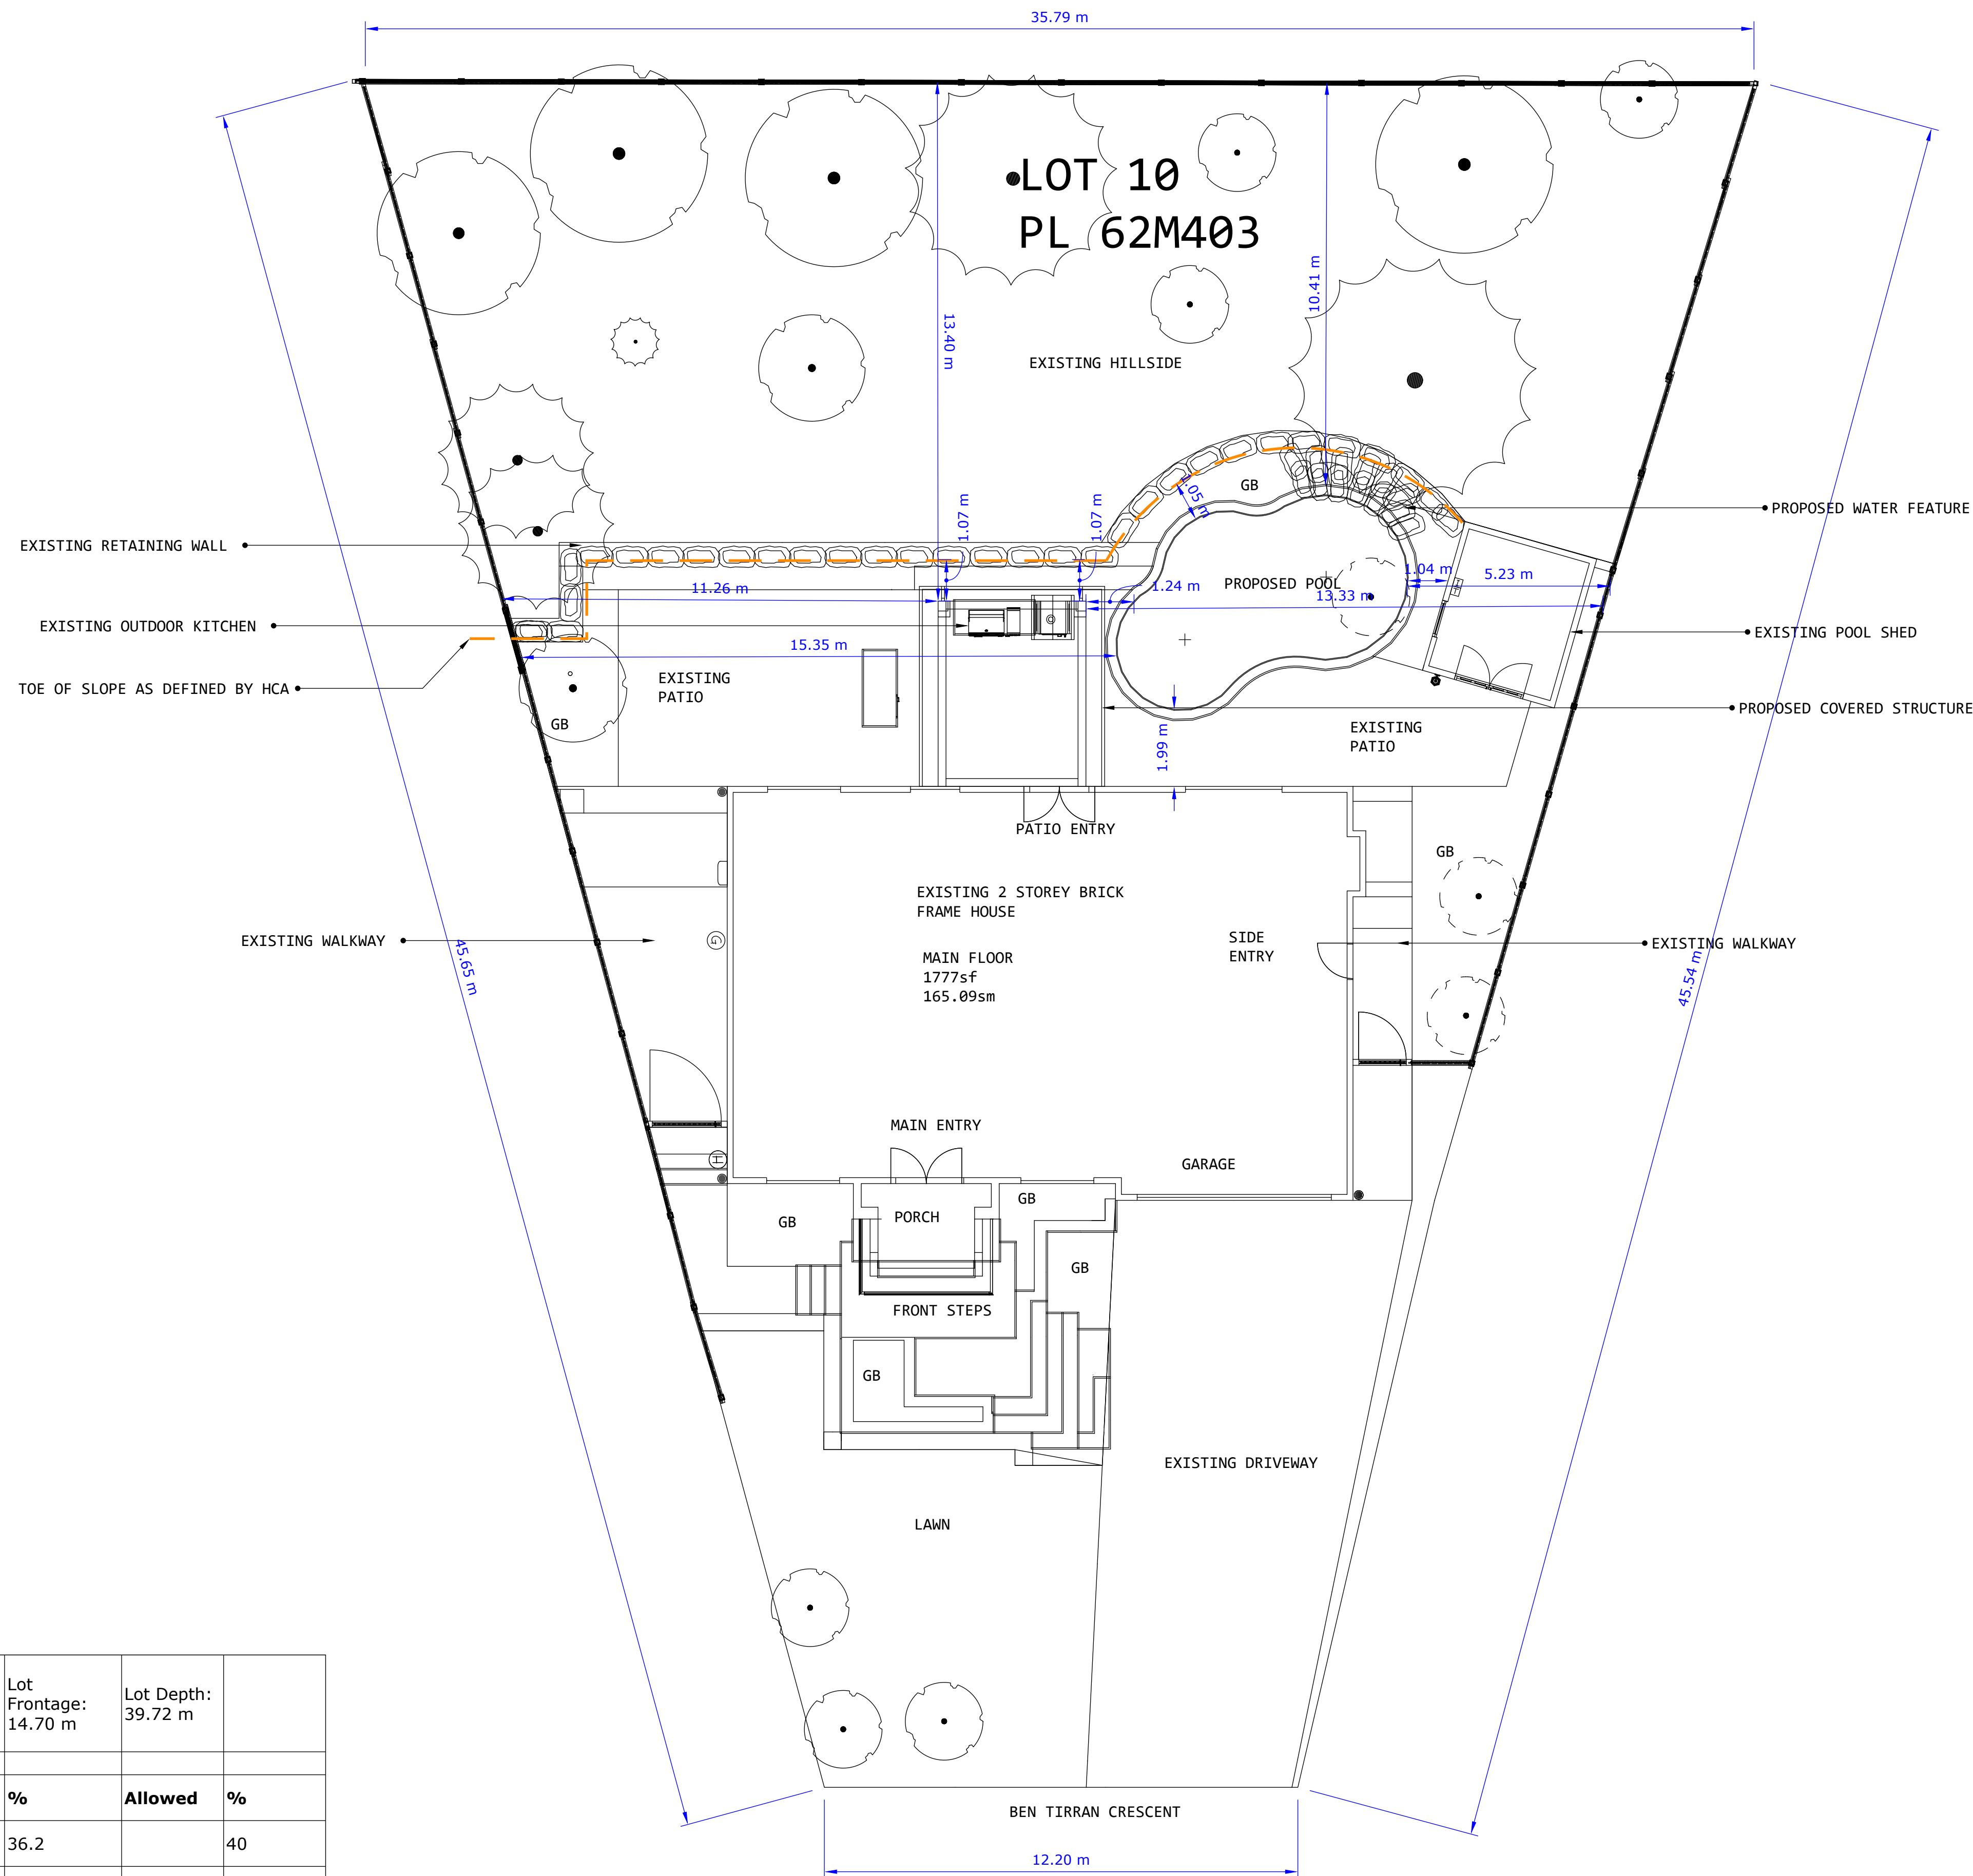 35.79 m
LOT 10
PL 62M403
13.40 m
10.41 m
EXISTING HILLSIDE
GB
1.05 m
1.07 m
1.07 m
PROPOSED WATER FEATURE
EXISTING RETAINING WALL
11.26 m
1.24 m
PROPOSED POOL
1.04 m
5.23 m
13.33 m
EXISTING OUTDOOR KITCHEN
EXISTING POOL SHED
15.35 m
TOE OF SLOPE AS DEFINED BY HCA
EXISTING
PATIO
GB
PROPOSED COVERED STRUCTURE
1.99 m
EXISTING
PATIO
PATIO ENTRY
GB
EXISTING 2 STOREY BRICK
FRAME HOUSE
EXISTING WALKWAY
G
SIDE
ENTRY
EXISTING WALKWAY
45.65 m
MAIN FLOOR
1777sf
165.09sm
45.54 m
MAIN ENTRY
H
GARAGE
GB
PORCH
GB
GB
FRONT STEPS
GB
EXISTING DRIVEWAY
LAWN
BEN TIRRAN CRESCENT
12.20 m
Lot
Frontage:
14.70 m
Lot Depth:
39.72 m
% Allowed %
36.2 40